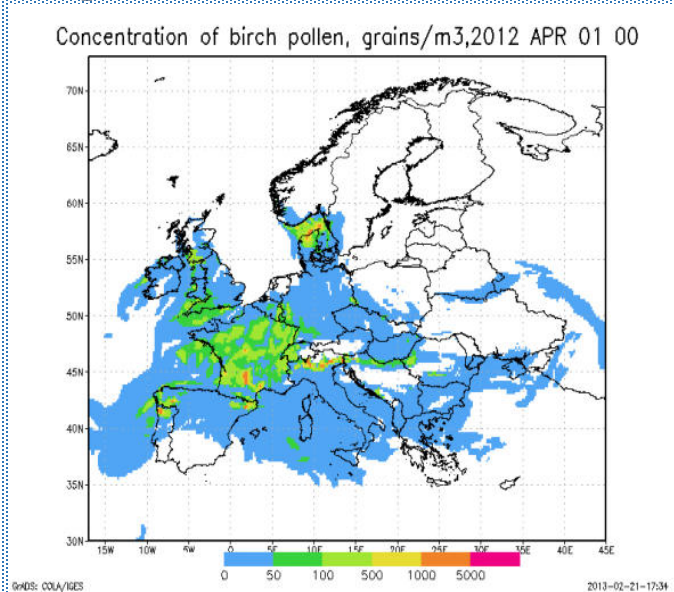 Concentration of birch pollen, grains/m3,2012 APR 01 00
70N
65N
60N
55N
50N
45N
40N
35N
30N
15W 10W 5W 0 5E 10E 15E 20E 25E 30E 35E 40E 45E
0 50 100 500 1000 5000
GrADS: COLA/IGES 2013-02-21-17:34